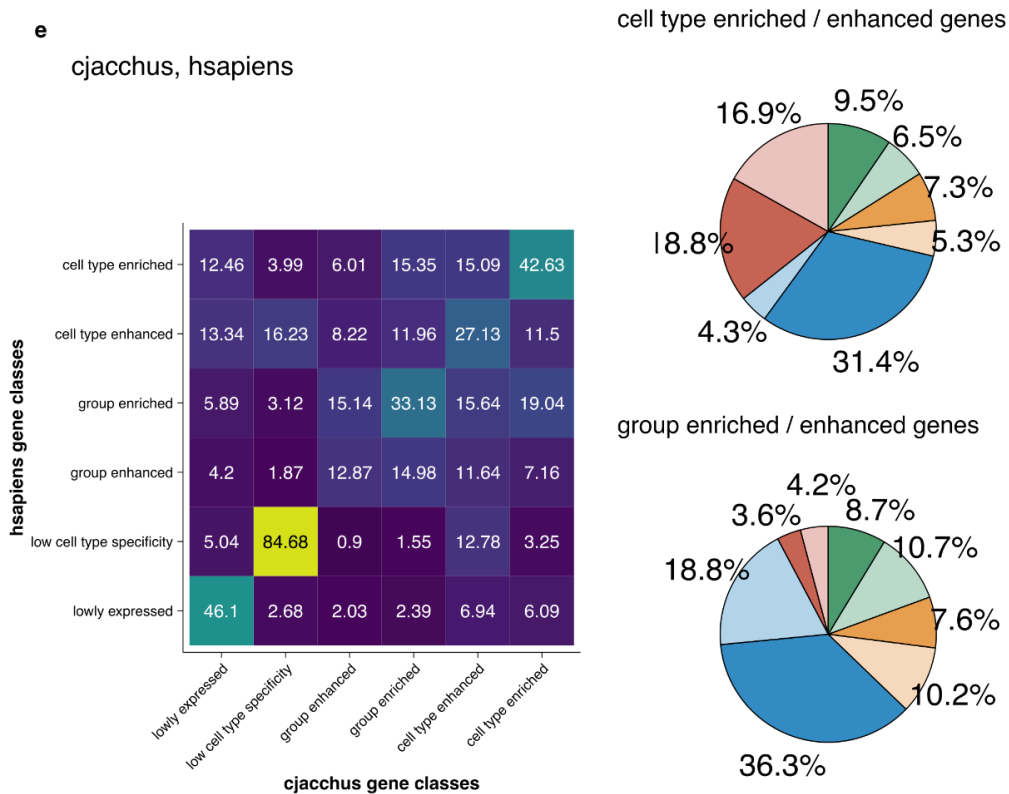 e
cjacchus, hsapiens
cell type enriched / enhanced genes
16.9%
9.5%
6.5%
7.3%
5.3%
18.8%
4.3%
31.4%
hsapiens gene classes
cell type enriched 12.46 3.99 6.01 15.35 15.09 42.63
cell type enhanced 13.34 16.23 8.22 11.96 27.13 11.5
group enriched 5.89 3.12 15.14 33.13 15.64 19.04
group enhanced 4.2 1.87 12.87 14.98 11.64 7.16
low cell type specificity 5.04 84.68 0.9 1.55 12.78 3.25
lowly expressed 46.1 2.68 2.03 2.39 6.94 6.09
lowly expressed
low cell type specificity
group enhanced
group enriched
cell type enhanced
cell type enriched
cjacchus gene classes
group enriched / enhanced genes
4.2%
3.6%
8.7%
10.7%
18.8%
7.6%
10.2%
36.3%